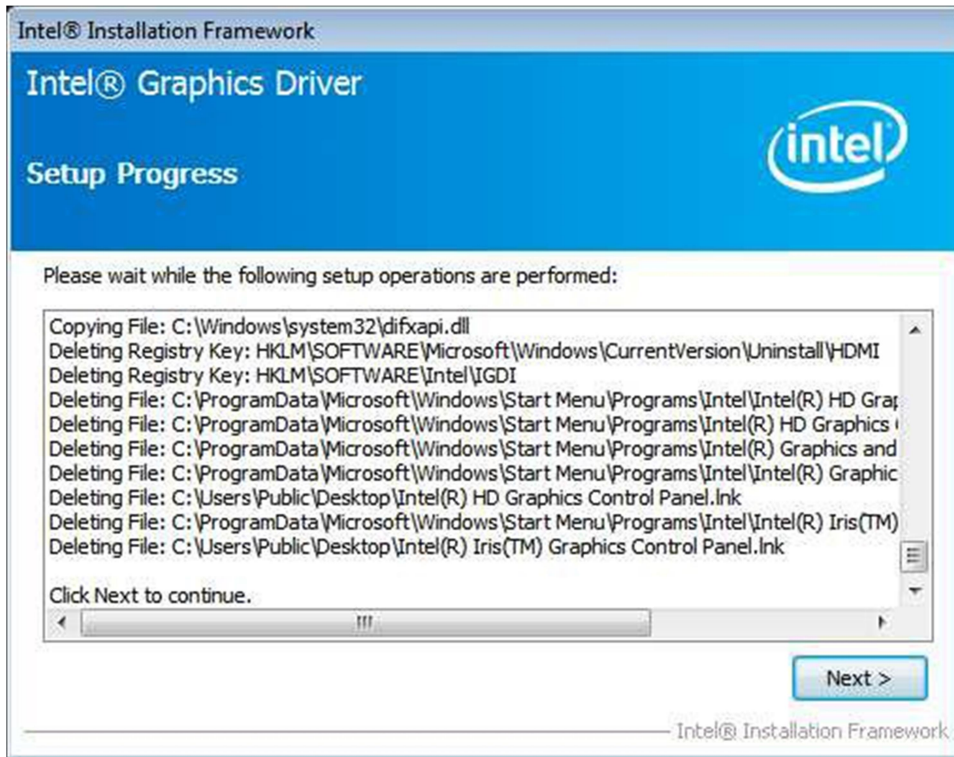 Intel® Installation Framework
Intel® Graphics Driver
intel
Setup Progress
Please wait while the following setup operations are performed:
Copying File: C:\Windows\system32\difxapi.dll
Deleting Registry Key: HKLM\SOFTWARE\Microsoft\Windows\CurrentVersion\Uninstall\HDMI
Deleting Registry Key: HKLM\SOFTWARE\Intel\IGDI
Deleting File: C:\ProgramData\Microsoft\Windows\Start Menu\Programs\Intel\Intel(R) HD Grap
Deleting File: C:\ProgramData\Microsoft\Windows\Start Menu\Programs\Intel(R) HD Graphics
Deleting File: C:\ProgramData\Microsoft\Windows\Start Menu\Programs\Intel(R) Graphics and
Deleting File: C:\ProgramData\Microsoft\Windows\Start Menu\Programs\Intel\Intel(R) Graphic
Deleting File: C:\Users\Public\Desktop\Intel(R) HD Graphics Control Panel.lnk
Deleting File: C:\ProgramData\Microsoft\Windows\Start Menu\Programs\Intel\Intel(R) Iris(TM)
Deleting File: C:\Users\Public\Desktop\Intel(R) Iris(TM) Graphics Control Panel.lnk
Click Next to continue.
Next >
Intel® Installation Framework